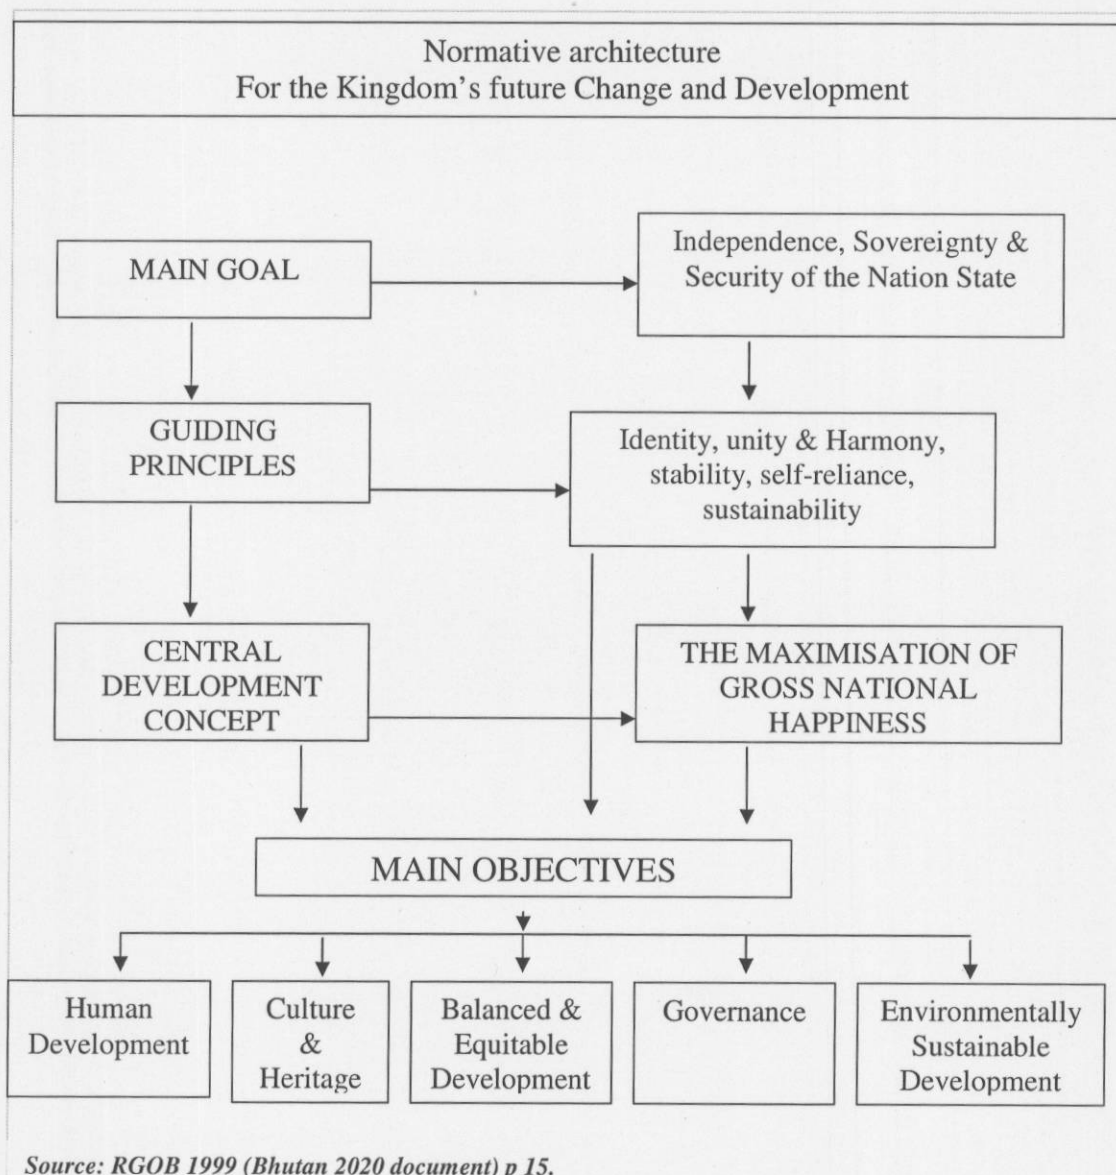 Normative architecture
For the Kingdom's future Change and Development
MAIN GOAL
Independence, Sovereignty &
Security of the Nation State
GUIDING
PRINCIPLES
Identity, unity & Harmony,
stability, self-reliance,
sustainability
CENTRAL
DEVELOPMENT
CONCEPT
THE MAXIMISATION OF
GROSS NATIONAL
HAPPINESS
MAIN OBJECTIVES
Human
Development
Culture
&
Heritage
Balanced &
Equitable
Development
Governance
Environmentally
Sustainable
Development
Source: RGOB 1999 (Bhutan 2020 document) p 15.